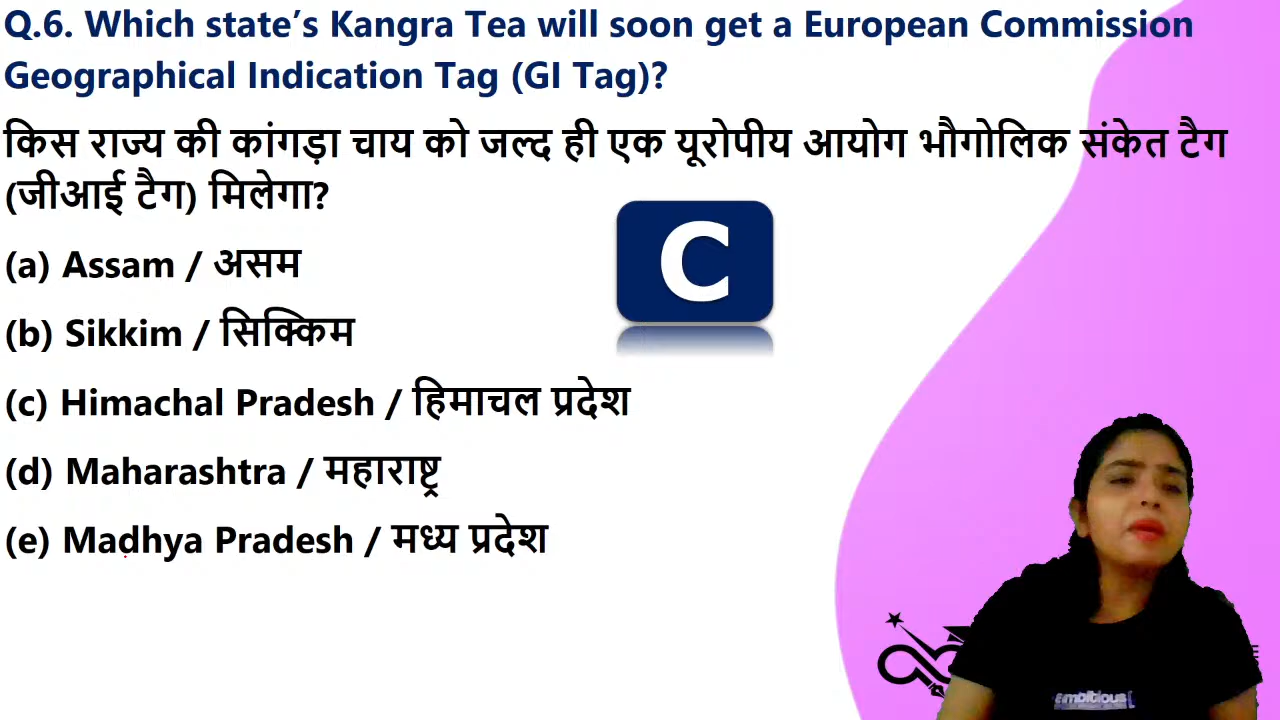 Q.6. Which state’s Kangra Tea will soon get a European Commission
Geographical Indication Tag (GI Tag)?
किस राज्य की कांगड़ा चाय को जल्द ही एक यूरोपीय आयोग भौगोलिक संकेत टैग
(जीआई टैग) मिलेगा?
C
(a) Assam / असम
(b) Sikkim / सिक्किम
(c) Himachal Pradesh / हिमाचल प्रदेश
(d) Maharashtra / महाराष्ट्र
(e) Madhya Pradesh / मध्य प्रदेश
ambitious